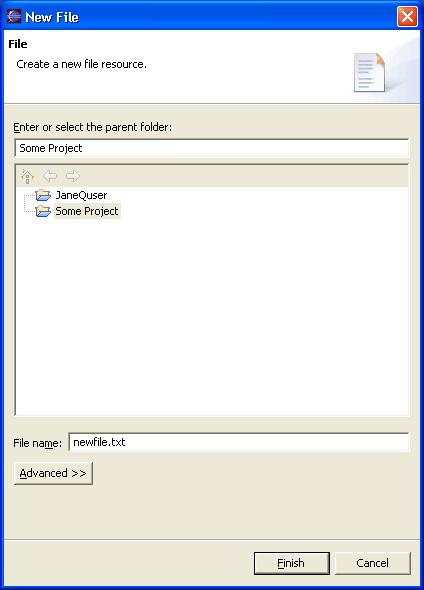 New File
File
Create a new file resource.
Enter or select the parent folder:
Some Project
JaneQuser
Some Project
File name: newfile.txt
Advanced >>
Finish Cancel